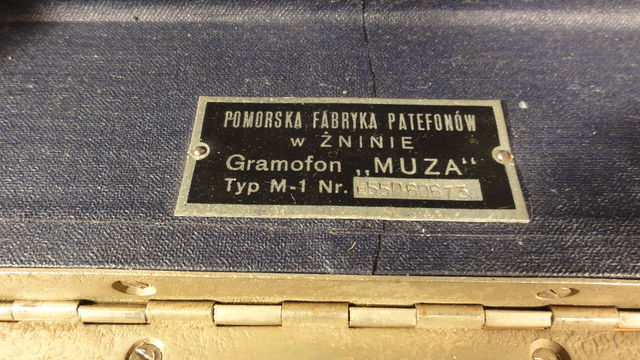 POMORSKA FABRYKA PATEFONÓW
W ŻNINIE
Gramofon „MUZA“
Typ M-1 Nr.